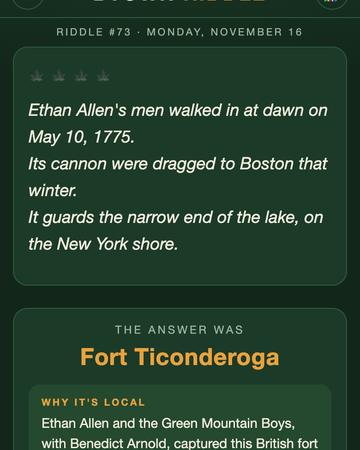 RIDDLE #73 · MONDAY, NOVEMBER 16
Ethan Allen's men walked in at dawn on
May 10, 1775.
Its cannon were dragged to Boston that
winter.
It guards the narrow end of the lake, on
the New York shore.
THE ANSWER WAS
Fort Ticonderoga
WHY IT'S LOCAL
Ethan Allen and the Green Mountain Boys,
with Benedict Arnold, captured this British fort